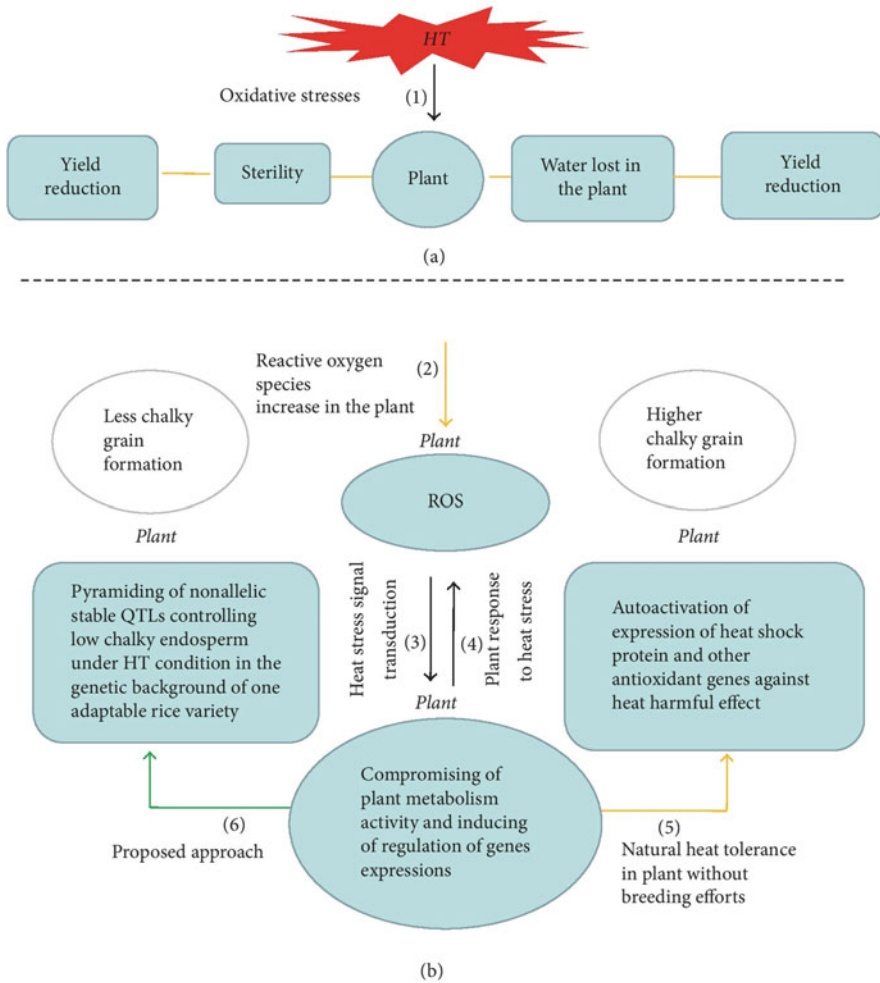 HT
Oxidative stresses
(1)
Yield
reduction
Sterility
Plant
Water lost in
the plant
Yield
reduction
(a)
Less chalky
grain
formation
Reactive oxygen
species
increase in the plant
(2)
Higher
chalky grain
formation
Plant
ROS
Plant
Plant
Pyramiding of nonallelic
stable QTLs controlling
low chalky endosperm
under HT condition in the
genetic background of one
adaptable rice variety
Heat stress signal
transduction
(3)
(4)
Plant response
to heat stress
Autoactivation of
expression of heat shock
protein and other
antioxidant genes against
heat harmful effect
Plant
Compromising of
plant metabolism
activity and inducing
of regulation of genes
expressions
(6)
Proposed approach
(5)
Natural heat tolerance
in plant without
breeding efforts
(b)